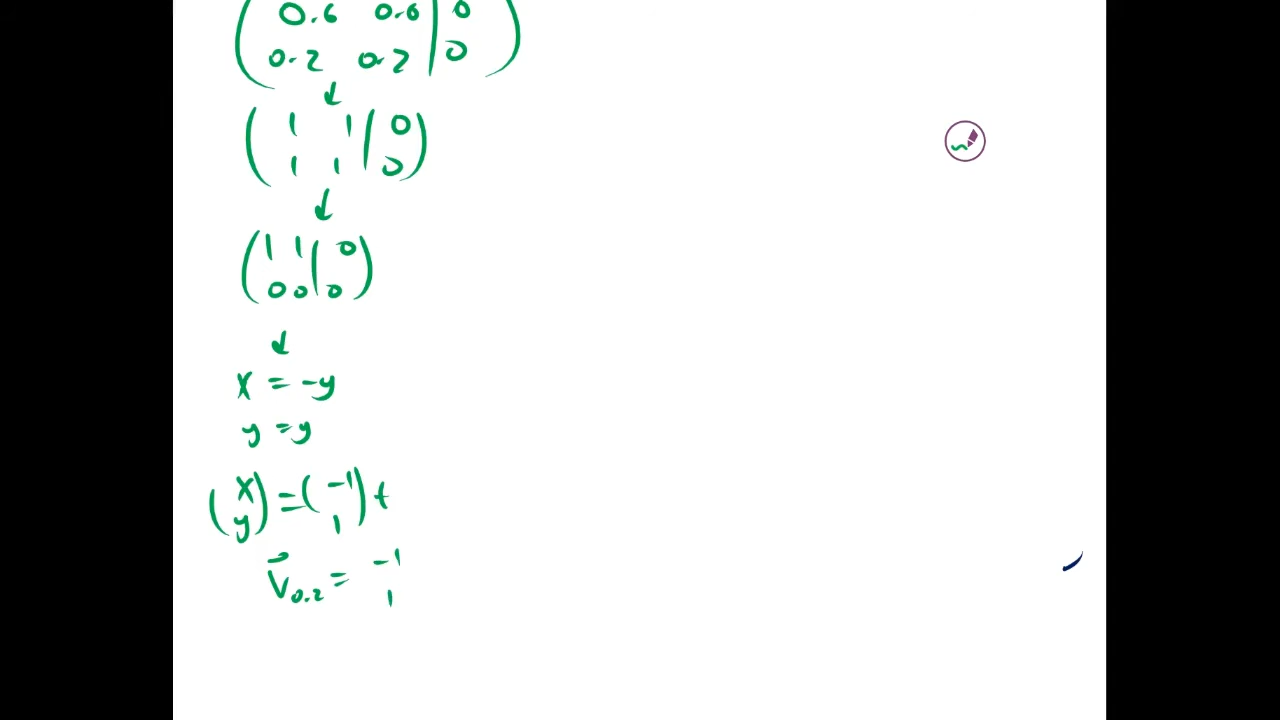 ( 0.6 0.6 | 0
0.2 0.2 | 0 )
↓
( 1 1 | 0
1 1 | 0 )
↓
( 1 1 | 0
0 0 | 0 )
↓
x = -y
y = y
(x y) = (-1 1) t
v⃗0.2 = -1
1